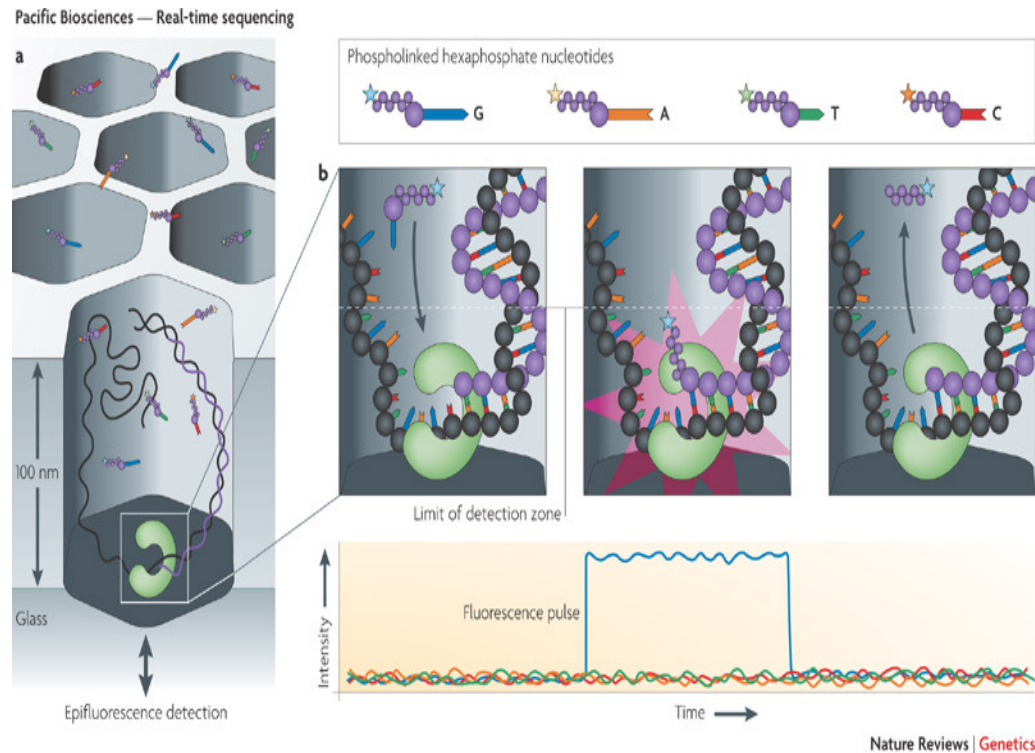 Pacific Biosciences — Real-time sequencing
a
Phospholinked hexaphosphate nucleotides
G
A
T
C
b
100 nm
Limit of detection zone
Glass
Intensity
Fluorescence pulse
Epifluorescence detection
Time
Nature Reviews | Genetics